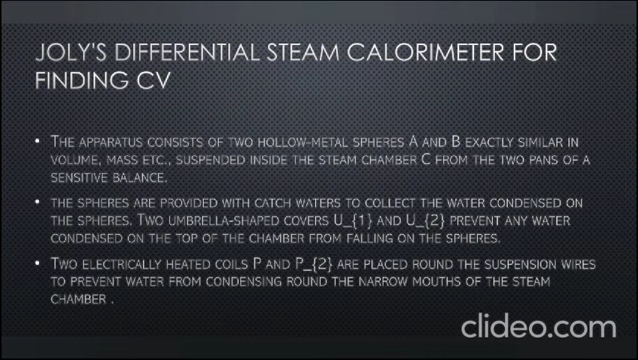 JOLY'S DIFFERENTIAL STEAM CALORIMETER FOR
FINDING CV
• THE APPARATUS CONSISTS OF TWO HOLLOW-METAL SPHERES A AND B EXACTLY SIMILAR IN
VOLUME, MASS ETC., SUSPENDED INSIDE THE STEAM CHAMBER C FROM THE TWO PANS OF A
SENSITIVE BALANCE.
• THE SPHERES ARE PROVIDED WITH CATCH WATERS TO COLLECT THE WATER CONDENSED ON
THE SPHERES. TWO UMBRELLA-SHAPED COVERS U_{1} AND U_{2} PREVENT ANY WATER
CONDENSED ON THE TOP OF THE CHAMBER FROM FALLING ON THE SPHERES.
• TWO ELECTRICALLY HEATED COILS P AND P_{2} ARE PLACED ROUND THE SUSPENSION WIRES
TO PREVENT WATER FROM CONDENSING ROUND THE NARROW MOUTHS OF THE STEAM
CHAMBER .
clideo.com